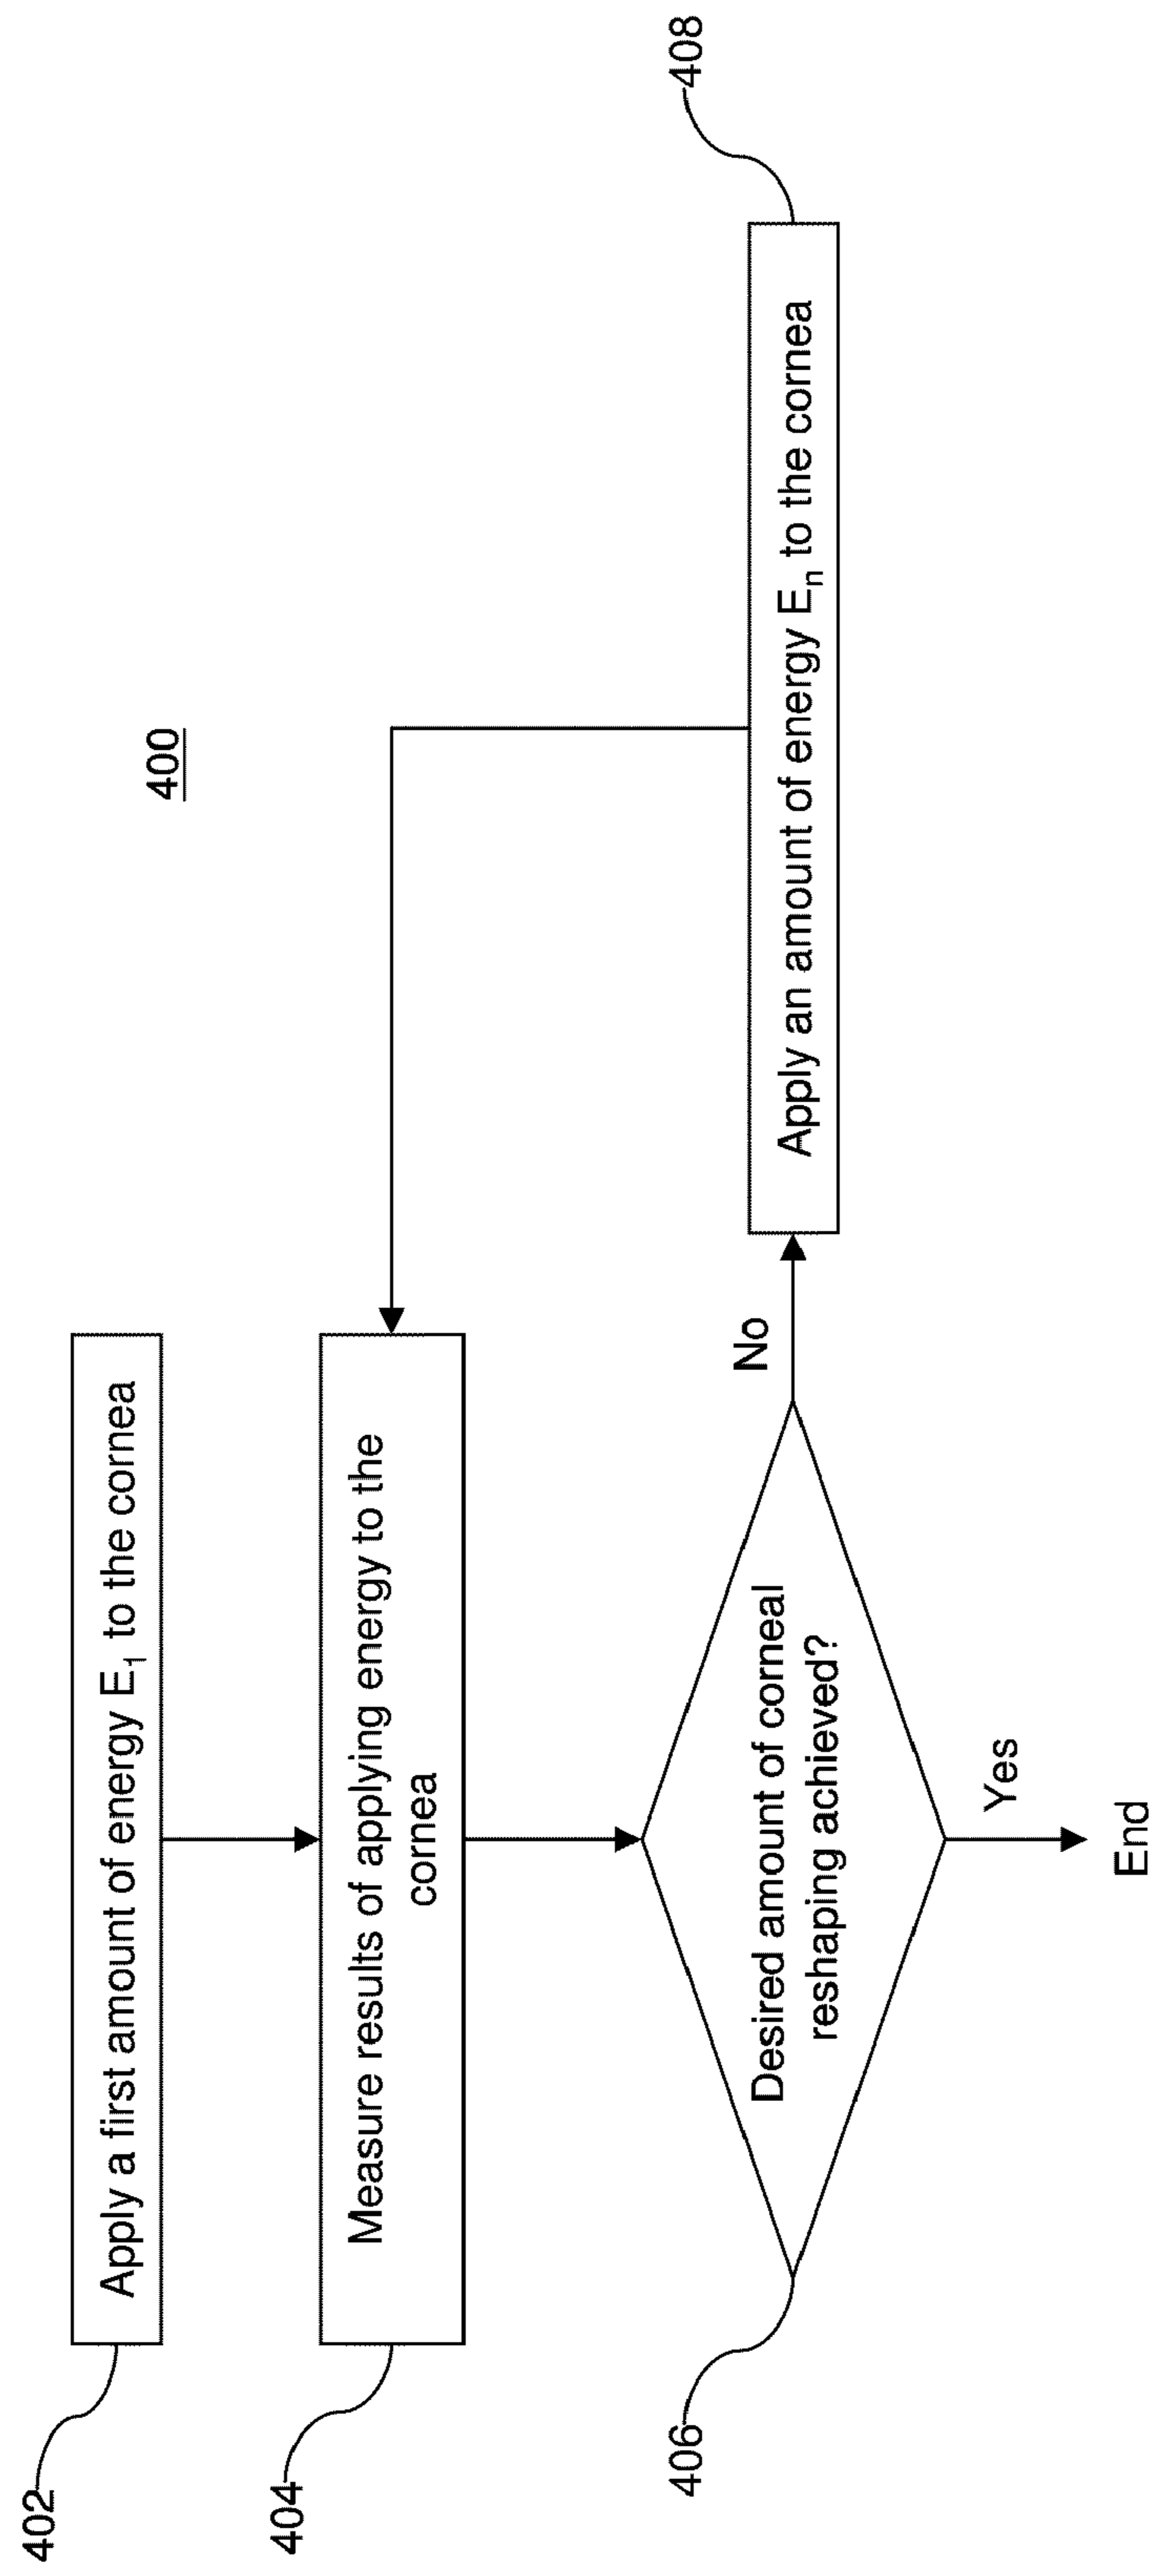 400
402
Apply a first amount of energy E₁ to the cornea
404
Measure results of applying energy to the
cornea
406
Desired amount of corneal
reshaping achieved?
No
408
Apply an amount of energy Eₙ to the cornea
Yes
End